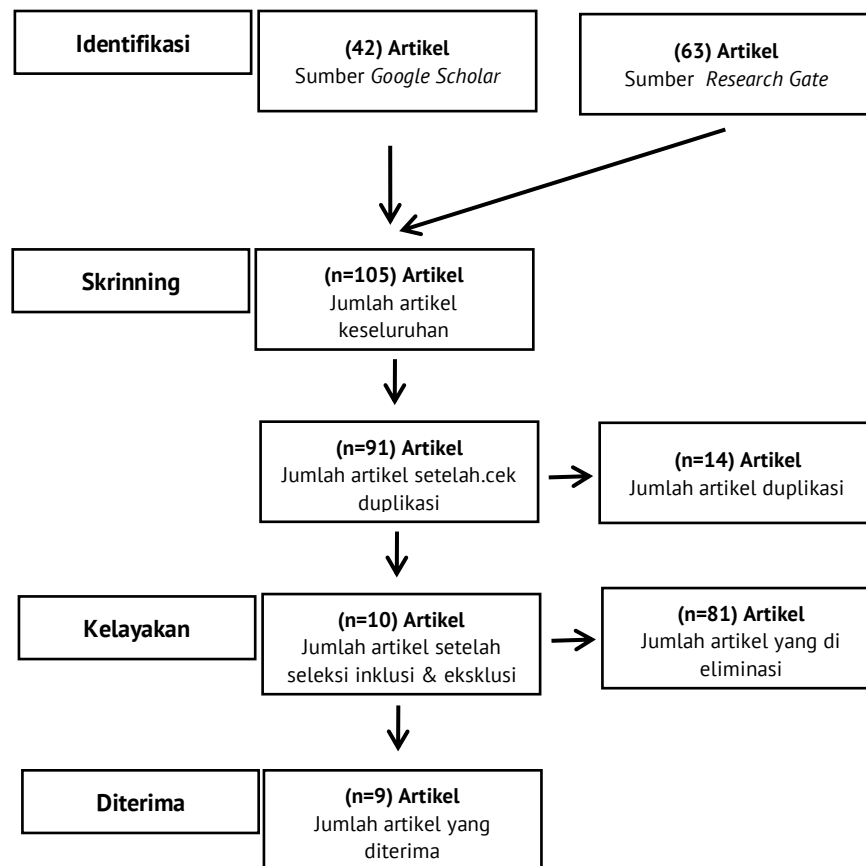 Identifikasi
(42) Artikel
Sumber Google Scholar
(63) Artikel
Sumber Research Gate
Skrinning
(n=105) Artikel
Jumlah artikel
keseluruhan
(n=91) Artikel
Jumlah artikel setelah.cek
duplikasi
(n=14) Artikel
Jumlah artikel duplikasi
Kelayakan
(n=10) Artikel
Jumlah artikel setelah
seleksi inklusi & eksklusi
(n=81) Artikel
Jumlah artikel yang di
eliminasi
Diterima
(n=9) Artikel
Jumlah artikel yang
diterima